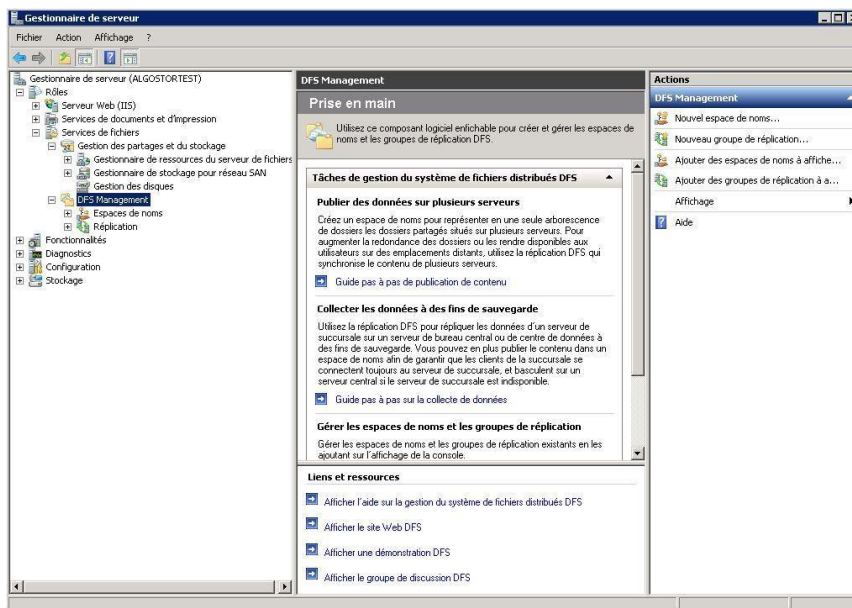 Gestionnaire de serveur
Fichier Action Affichage ?
Gestionnaire de serveur (ALGOSTORTEST)
Rôles
Serveur Web (IIS)
Services de documents et d'impression
Services de fichiers
Gestion des partages et du stockage
Gestionnaire de ressources du serveur de fichiers
Gestionnaire de stockage pour réseau SAN
Gestion des disques
DFS Management
Espaces de noms
Réplication
Fonctionnalités
Diagnostics
Configuration
Stockage
DFS Management
Prise en main
Utilisez ce composant logiciel enfichable pour créer et gérer les espaces de
noms et les groupes de réplication DFS.
Tâches de gestion du système de fichiers distribués DFS
Publier des données sur plusieurs serveurs
Créez un espace de noms pour représenter en une seule arborescence
de dossiers les dossiers partagés situés sur plusieurs serveurs. Pour
augmenter la redondance des dossiers ou les rendre disponibles aux
utilisateurs sur des emplacements distants, utilisez la réplication DFS qui
synchronise le contenu de plusieurs serveurs.
Guide pas à pas de publication de contenu
Collecter les données à des fins de sauvegarde
Utilisez la réplication DFS pour répliquer les données d'un serveur de
succursale sur un serveur de bureau central ou de centre de données à
des fins de sauvegarde. Vous pouvez en plus publier le contenu dans un
espace de noms afin de garantir que les clients de la succursale se
connectent toujours au serveur de succursale, et basculent sur un
serveur central si le serveur de succursale est indisponible.
Guide pas à pas sur la collecte de données
Gérer les espaces de noms et les groupes de réplication
Gérer les espaces de noms et les groupes de réplication existants en les
ajoutant sur l'affichage de la console.
Liens et ressources
Afficher l'aide sur la gestion du système de fichiers distribués DFS
Afficher le site Web DFS
Afficher une démonstration DFS
Afficher le groupe de discussion DFS
Actions
DFS Management
Nouvel espace de noms...
Nouveau groupe de réplication...
Ajouter des espaces de noms à affiche...
Ajouter des groupes de réplication à a...
Affichage
Aide